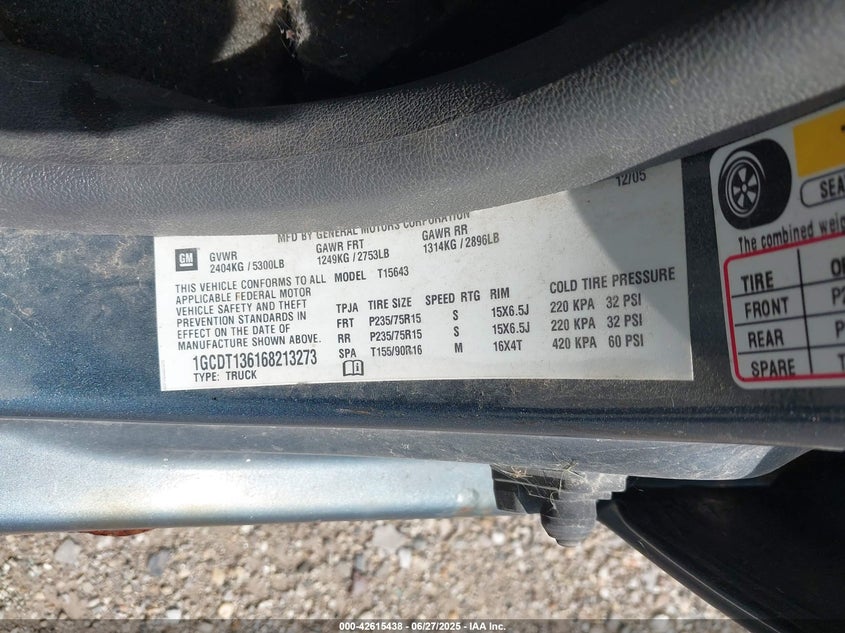 12/05
MFD BY GENERAL MOTORS CORPORATION
GM
GVWR GAWR FRT GAWR RR
2404KG / 5300LB 1249KG / 2753LB 1314KG / 2896LB
THIS VEHICLE CONFORMS TO ALL
APPLICABLE FEDERAL MOTOR
VEHICLE SAFETY AND THEFT
PREVENTION STANDARDS IN
EFFECT ON THE DATE OF
MANUFACTURE SHOWN ABOVE.
1GCDT136168213273
TYPE: TRUCK
MODEL T15643
TPJA TIRE SIZE SPEED RTG RIM COLD TIRE PRESSURE
FRT P235/75R15 S 15X6.5J 220 KPA 32 PSI
RR P235/75R15 S 15X6.5J 220 KPA 32 PSI
SPA T155/90R16 M 16X4T 420 KPA 60 PSI
The combined
TIRE
FRONT
REAR
SPARE
000-42615438 - 06/27/2025 - IAA Inc.